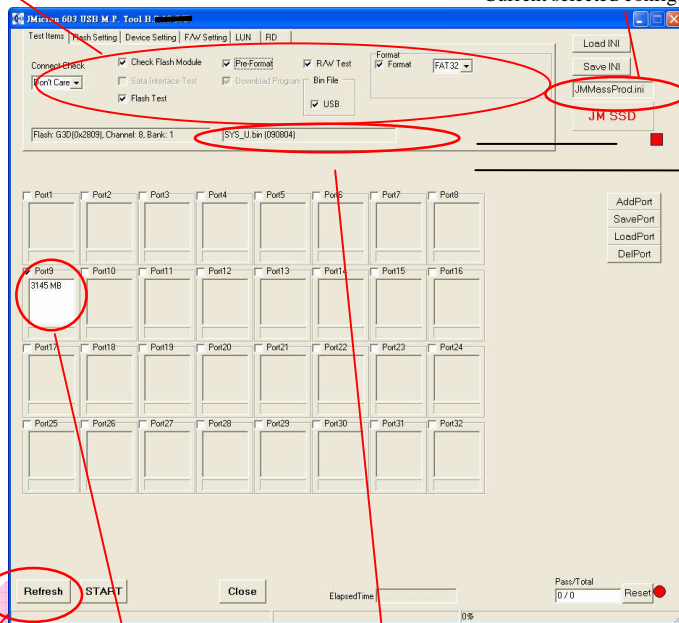 JMicron 603 USB M.P. Tool B.
Test Items Flash Setting Device Setting F/W Setting LUN RD
Load INI
Connect Check
Check Flash Module
Pre-Format
R/W Test
Format
Format
FAT32
Save INI
Don't Care
Sata Interface Test
Download Program
Bin File
JMMassProd.ini
Flash Test
USB
JM SSD
Flash: G3D(0x2809), Channel: 8, Bank: 1
SYS_U.bin (090804)
Port1 Port2 Port3 Port4 Port5 Port6 Port7 Port8
AddPort
SavePort
LoadPort
DelPort
Port9 Port10 Port11 Port12 Port13 Port14 Port15 Port16
3145 MB
Port17 Port18 Port19 Port20 Port21 Port22 Port23 Port24
Port25 Port26 Port27 Port28 Port29 Port30 Port31 Port32
Refresh START Close
ElapsedTime
Pass/Total
0 / 0
Reset
0%